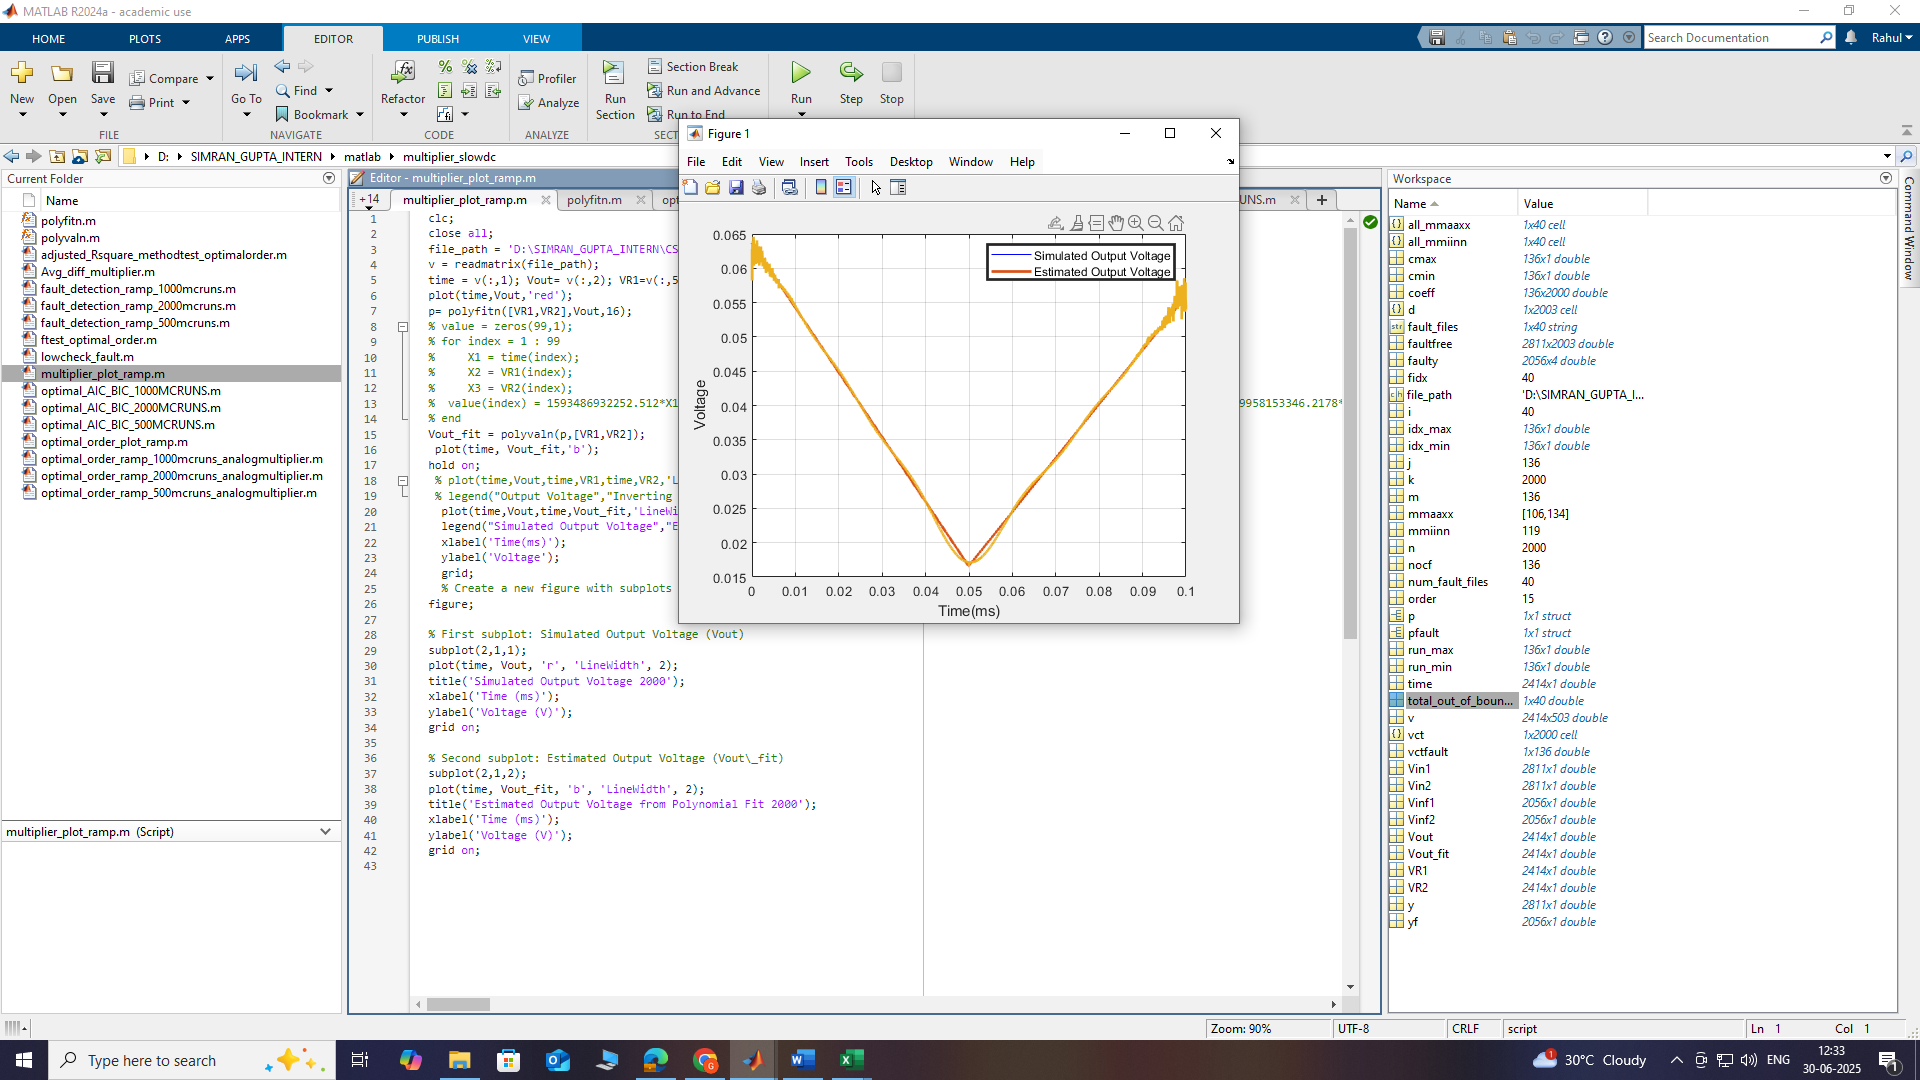 MATLAB R2024a - academic use
HOME PLOTS APPS EDITOR PUBLISH VIEW
Search Documentation
Rahul
New Open Save Compare Print
Go To Find Bookmark
Refactor
Profiler Analyze
Run Section
Section Break
Run and Advance
Run to End
Run Step Stop
FILE NAVIGATE CODE ANALYZE SECT
D: SIMRAN_GUPTA_INTERN matlab multiplier_slowdc
Current Folder
Name
polyfitn.m
polyvaln.m
adjusted_Rsquare_methodtest_optimalorder.m
Avg_diff_multiplier.m
fault_detection_ramp_1000mcruns.m
fault_detection_ramp_2000mcruns.m
fault_detection_ramp_500mcruns.m
ftest_optimal_order.m
lowcheck_fault.m
multiplier_plot_ramp.m
optimal_AIC_BIC_1000MCRUNS.m
optimal_AIC_BIC_2000MCRUNS.m
optimal_AIC_BIC_500MCRUNS.m
optimal_order_plot_ramp.m
optimal_order_ramp_1000mcruns_analogmultiplier.m
optimal_order_ramp_2000mcruns_analogmultiplier.m
optimal_order_ramp_500mcruns_analogmultiplier.m
multiplier_plot_ramp.m (Script)
Editor - multiplier_plot_ramp.m
+14 multiplier_plot_ramp.m polyfitn.m opt UNS.m
1 clc;
2 close all;
3 file_path = 'D:\SIMRAN_GUPTA_INTERN\CS
4 v = readmatrix(file_path);
5 time = v(:,1); Vout= v(:,2); VR1=v(:,5
6 plot(time,Vout,'red');
7 p= polyfitn([VR1,VR2],Vout,16);
8 % value = zeros(99,1);
9 % for index = 1 : 99
10 %     X1 = time(index);
11 %     X2 = VR1(index);
12 %     X3 = VR2(index);
13 %  value(index) = 1593486932252.512*X1 9958153346.2178*
14 % end
15 Vout_fit = polyvaln(p,[VR1,VR2]);
16 plot(time, Vout_fit,'b');
17 hold on;
18 % plot(time,Vout,time,VR1,time,VR2,'L
19 % legend("Output Voltage","Inverting
20 plot(time,Vout,time,Vout_fit,'LineWi
21 legend("Simulated Output Voltage","E
22 xlabel('Time(ms)');
23 ylabel('Voltage');
24 grid;
25 % Create a new figure with subplots
26 figure;
27
28 % First subplot: Simulated Output Voltage (Vout)
29 subplot(2,1,1);
30 plot(time, Vout, 'r', 'LineWidth', 2);
31 title('Simulated Output Voltage 2000');
32 xlabel('Time (ms)');
33 ylabel('Voltage (V)');
34 grid on;
35
36 % Second subplot: Estimated Output Voltage (Vout\_fit)
37 subplot(2,1,2);
38 plot(time, Vout_fit, 'b', 'LineWidth', 2);
39 title('Estimated Output Voltage from Polynomial Fit 2000');
40 xlabel('Time (ms)');
41 ylabel('Voltage (V)');
42 grid on;
43
Figure 1
File Edit View Insert Tools Desktop Window Help
Simulated Output Voltage
Estimated Output Voltage
0.065
0.06
0.055
0.05
0.045
0.04
0.035
0.03
0.025
0.02
0.015
0 0.01 0.02 0.03 0.04 0.05 0.06 0.07 0.08 0.09 0.1
Voltage
Time(ms)
Workspace
Name Value
all_mmaaxx 1x40 cell
all_mmiinn 1x40 cell
cmax 136x1 double
cmin 136x1 double
coeff 136x2000 double
d 1x2003 cell
fault_files 1x40 string
faultfree 2811x2003 double
faulty 2056x4 double
fidx 40
file_path 'D:\SIMRAN_GUPTA_I...
i 40
idx_max 136x1 double
idx_min 136x1 double
j 136
k 2000
m 136
mmaaxx [106,134]
mmiinn 119
n 2000
nocf 136
num_fault_files 40
order 15
p 1x1 struct
pfault 1x1 struct
run_max 136x1 double
run_min 136x1 double
time 2414x1 double
total_out_of_boun... 1x40 double
v 2414x503 double
vct 1x2000 cell
vctfault 1x136 double
Vin1 2811x1 double
Vin2 2811x1 double
Vinf1 2056x1 double
Vinf2 2056x1 double
Vout 2414x1 double
Vout_fit 2414x1 double
VR1 2414x1 double
VR2 2414x1 double
y 2811x1 double
yf 2056x1 double
Command Window
Zoom: 90% UTF-8 CRLF script Ln 1 Col 1
Type here to search
30°C Cloudy
ENG
12:33
30-06-2025